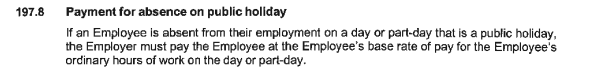 197.8 Payment for absence on public holiday
If an Employee is absent from their employment on a day or part-day that is a public holiday,
the Employer must pay the Employee at the Employee's base rate of pay for the Employee's
ordinary hours of work on the day or part-day.